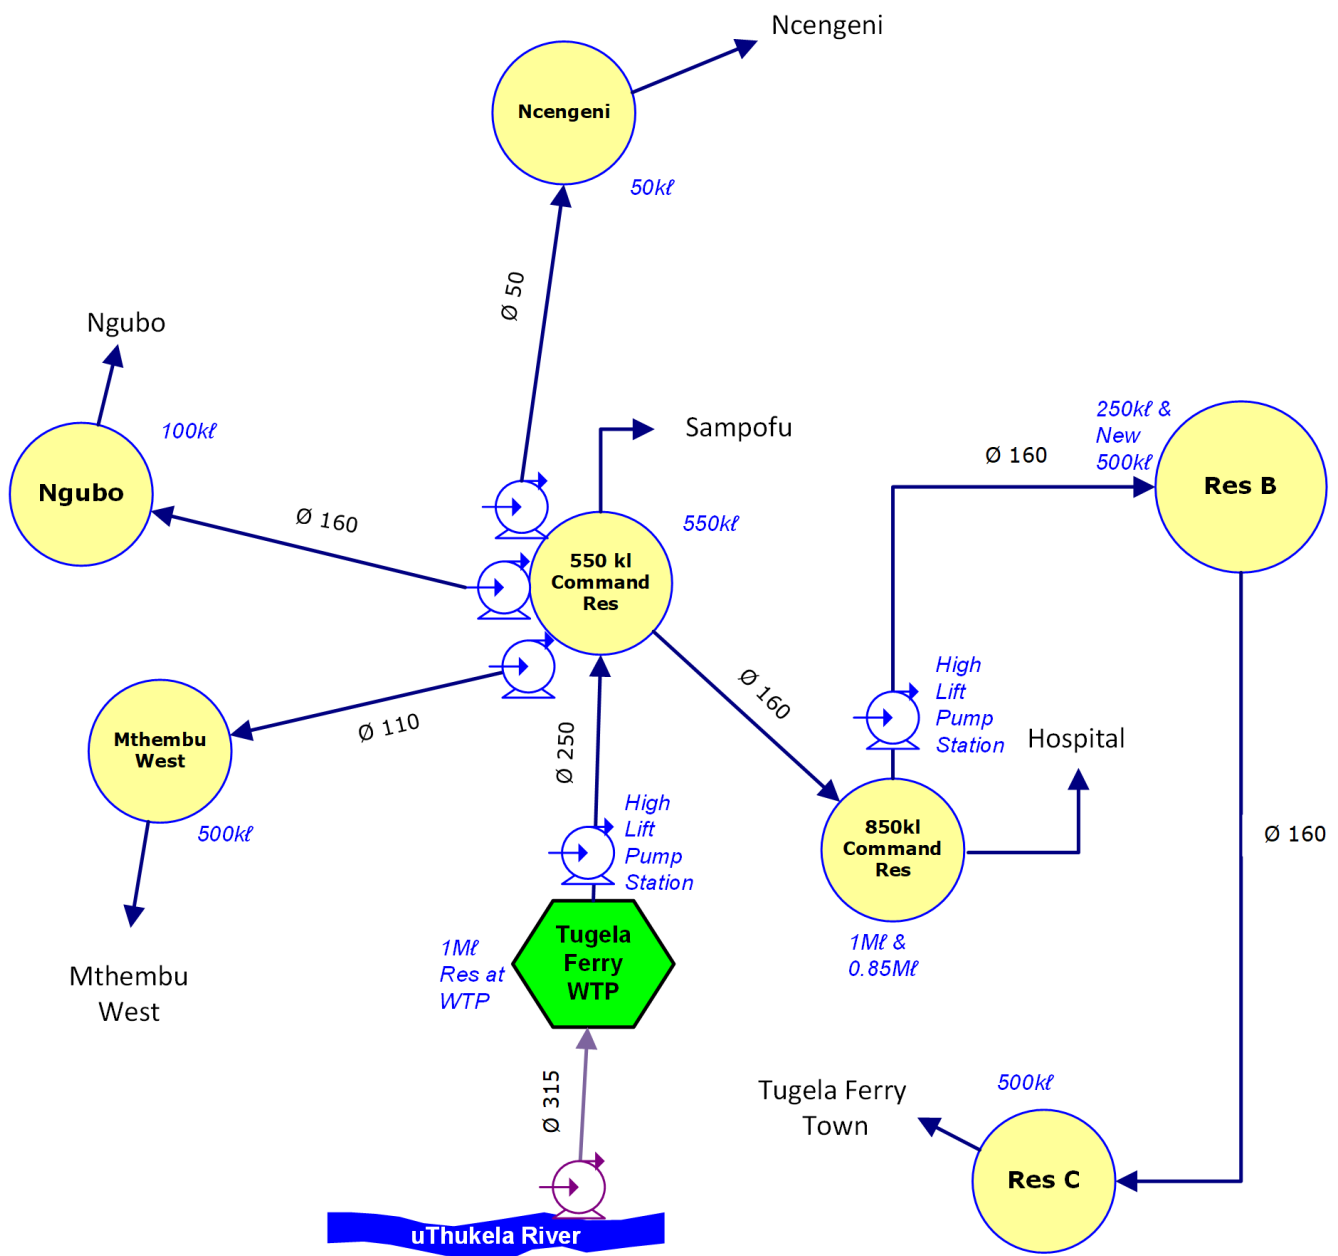 Ncengeni
Ncengeni
50kℓ
Ø 50
Ngubo
100kℓ
Ngubo
Ø 160
Sampofu
550kℓ
550 kl
Command
Res
250kℓ &
New
500kℓ
Ø 160
Res B
Mthembu
West
500kℓ
Ø 110
Mthembu
West
Ø 250
Ø 160
High
Lift
Pump
Station
High
Lift
Pump
Station
Hospital
850kl
Command
Res
1Mℓ &
0.85Mℓ
Ø 160
1Mℓ
Res at
WTP
Tugela
Ferry
WTP
Ø 315
uThukela River
Tugela Ferry
Town
500kℓ
Res C